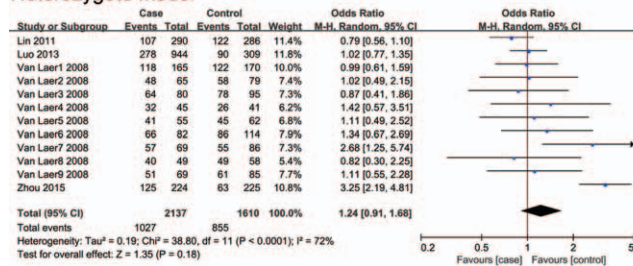 Heterozygote model
Case Control Odds Ratio Odds Ratio
Study or Subgroup Events Total Events Total Weight M-H, Random, 95% CI M-H, Random, 95% CI
Lin 2011 107 290 122 286 11.4% 0.79 [0.56, 1.10]
Luo 2013 278 944 90 309 11.8% 1.02 [0.77, 1.35]
Van Laer1 2008 118 165 122 170 9.9% 0.99 [0.61, 1.59]
Van Laer2 2008 48 65 58 79 7.0% 1.02 [0.49, 2.15]
Van Laer3 2008 64 80 78 95 6.9% 0.87 [0.41, 1.86]
Van Laer4 2008 32 45 26 41 5.7% 1.42 [0.57, 3.51]
Van Laer5 2008 41 55 45 62 6.3% 1.11 [0.49, 2.52]
Van Laer6 2008 66 82 86 114 7.6% 1.34 [0.67, 2.69]
Van Laer7 2008 57 69 55 86 7.1% 2.68 [1.25, 5.74]
Van Laer8 2008 40 49 49 58 5.0% 0.82 [0.30, 2.25]
Van Laer9 2008 51 69 61 85 7.4% 1.11 [0.55, 2.28]
Zhou 2015 125 224 63 225 10.7% 3.25 [2.19, 4.81]
Total (95% CI) 2137 1610 100.0% 1.24 [0.91, 1.68]
Total events 1027 855
Heterogeneity: Tau² = 0.19; Chi² = 38.80, df = 11 (P < 0.0001); I² = 72%
Test for overall effect: Z = 1.35 (P = 0.18)
0.2 0.5 1 2 5
Favours [case] Favours [control]